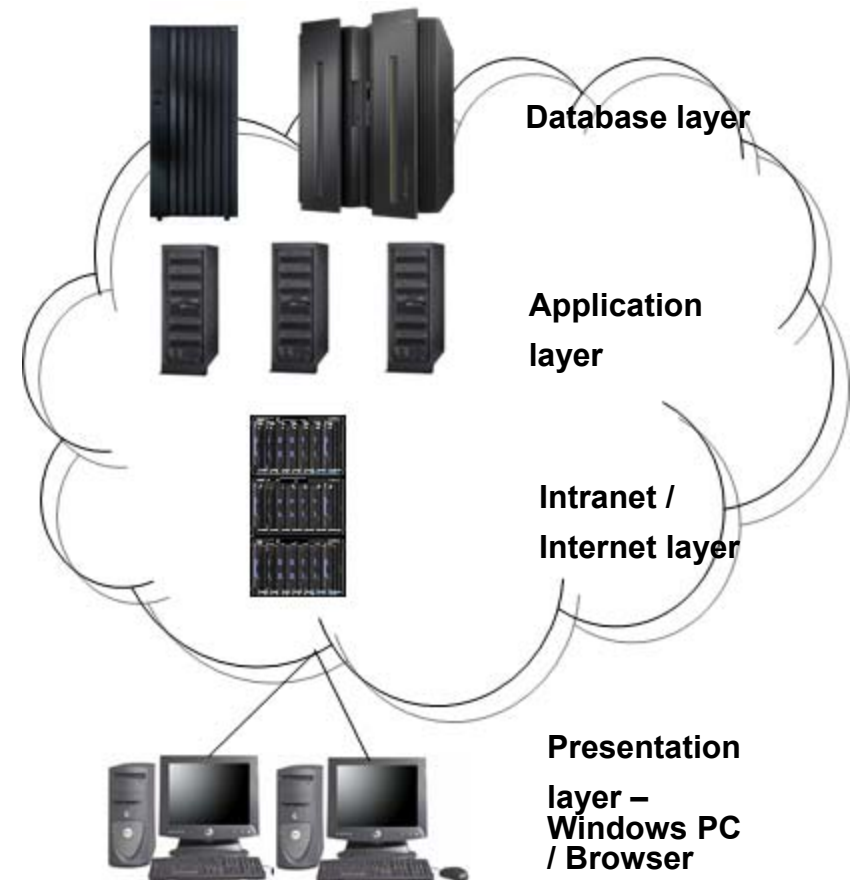 Database layer
Application
layer
Intranet /
Internet layer
Presentation
layer –
Windows PC
/ Browser